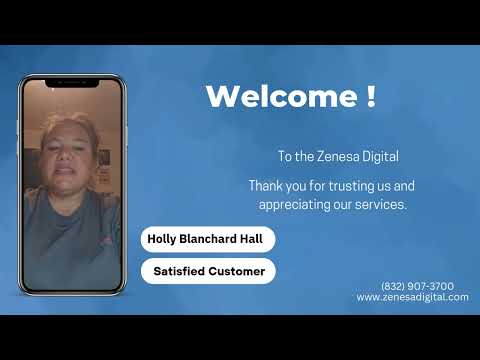 Welcome !
To the Zenesa Digital
Thank you for trusting us and
appreciating our services.
Holly Blanchard Hall
Satisfied Customer
(832) 907-3700
www.zenesadigital.com